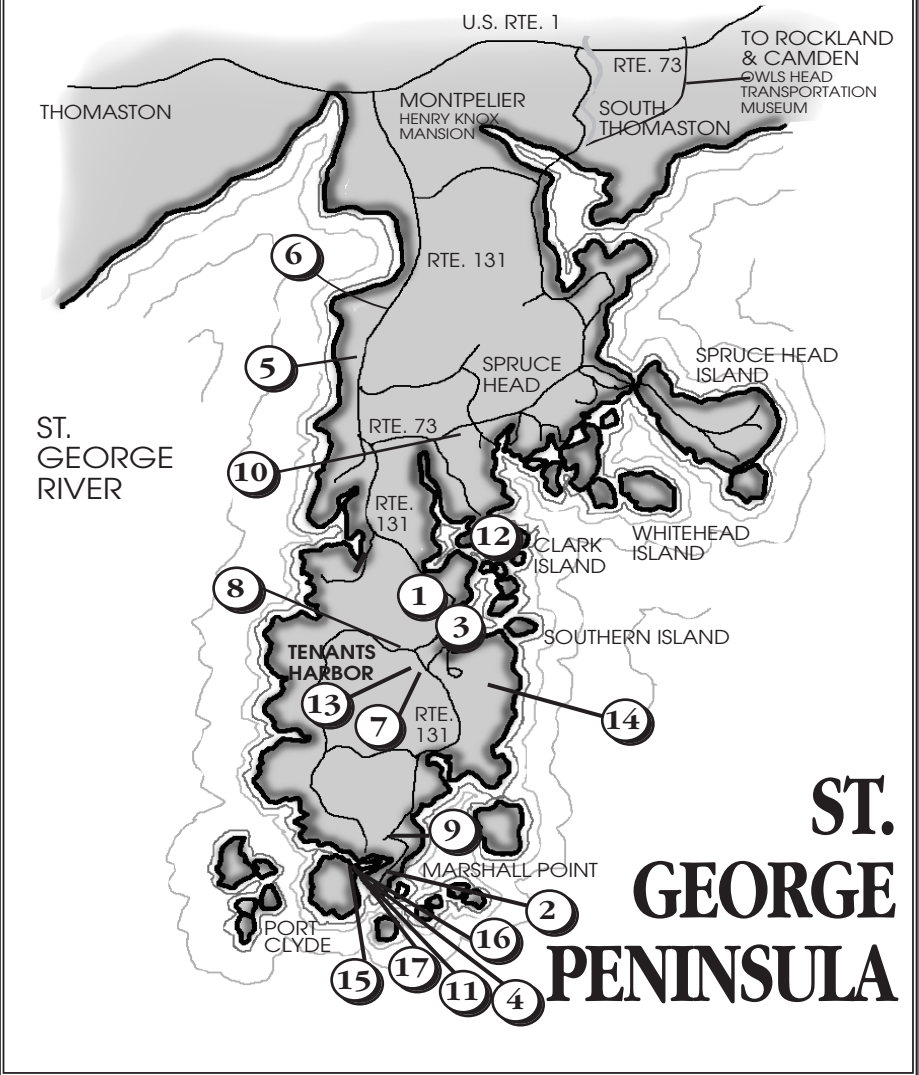 U.S. RTE. 1
TO ROCKLAND
& CAMDEN
OWLS HEAD
TRANSPORTATION
MUSEUM
RTE. 73
THOMASTON
MONTPELIER
HENRY KNOX
MANSION
SOUTH
THOMASTON
6
RTE. 131
5
SPRUCE
HEAD
SPRUCE HEAD
ISLAND
ST.
GEORGE
RIVER
RTE. 73
10
RTE.
131
12
CLARK
ISLAND
WHITEHEAD
ISLAND
8
1
3
SOUTHERN ISLAND
TENANTS
HARBOR
13
7
RTE.
131
14
9
MARSHALL POINT
2
PORT
CLYDE
16
15
17
11
4
ST.
GEORGE
PENINSULA